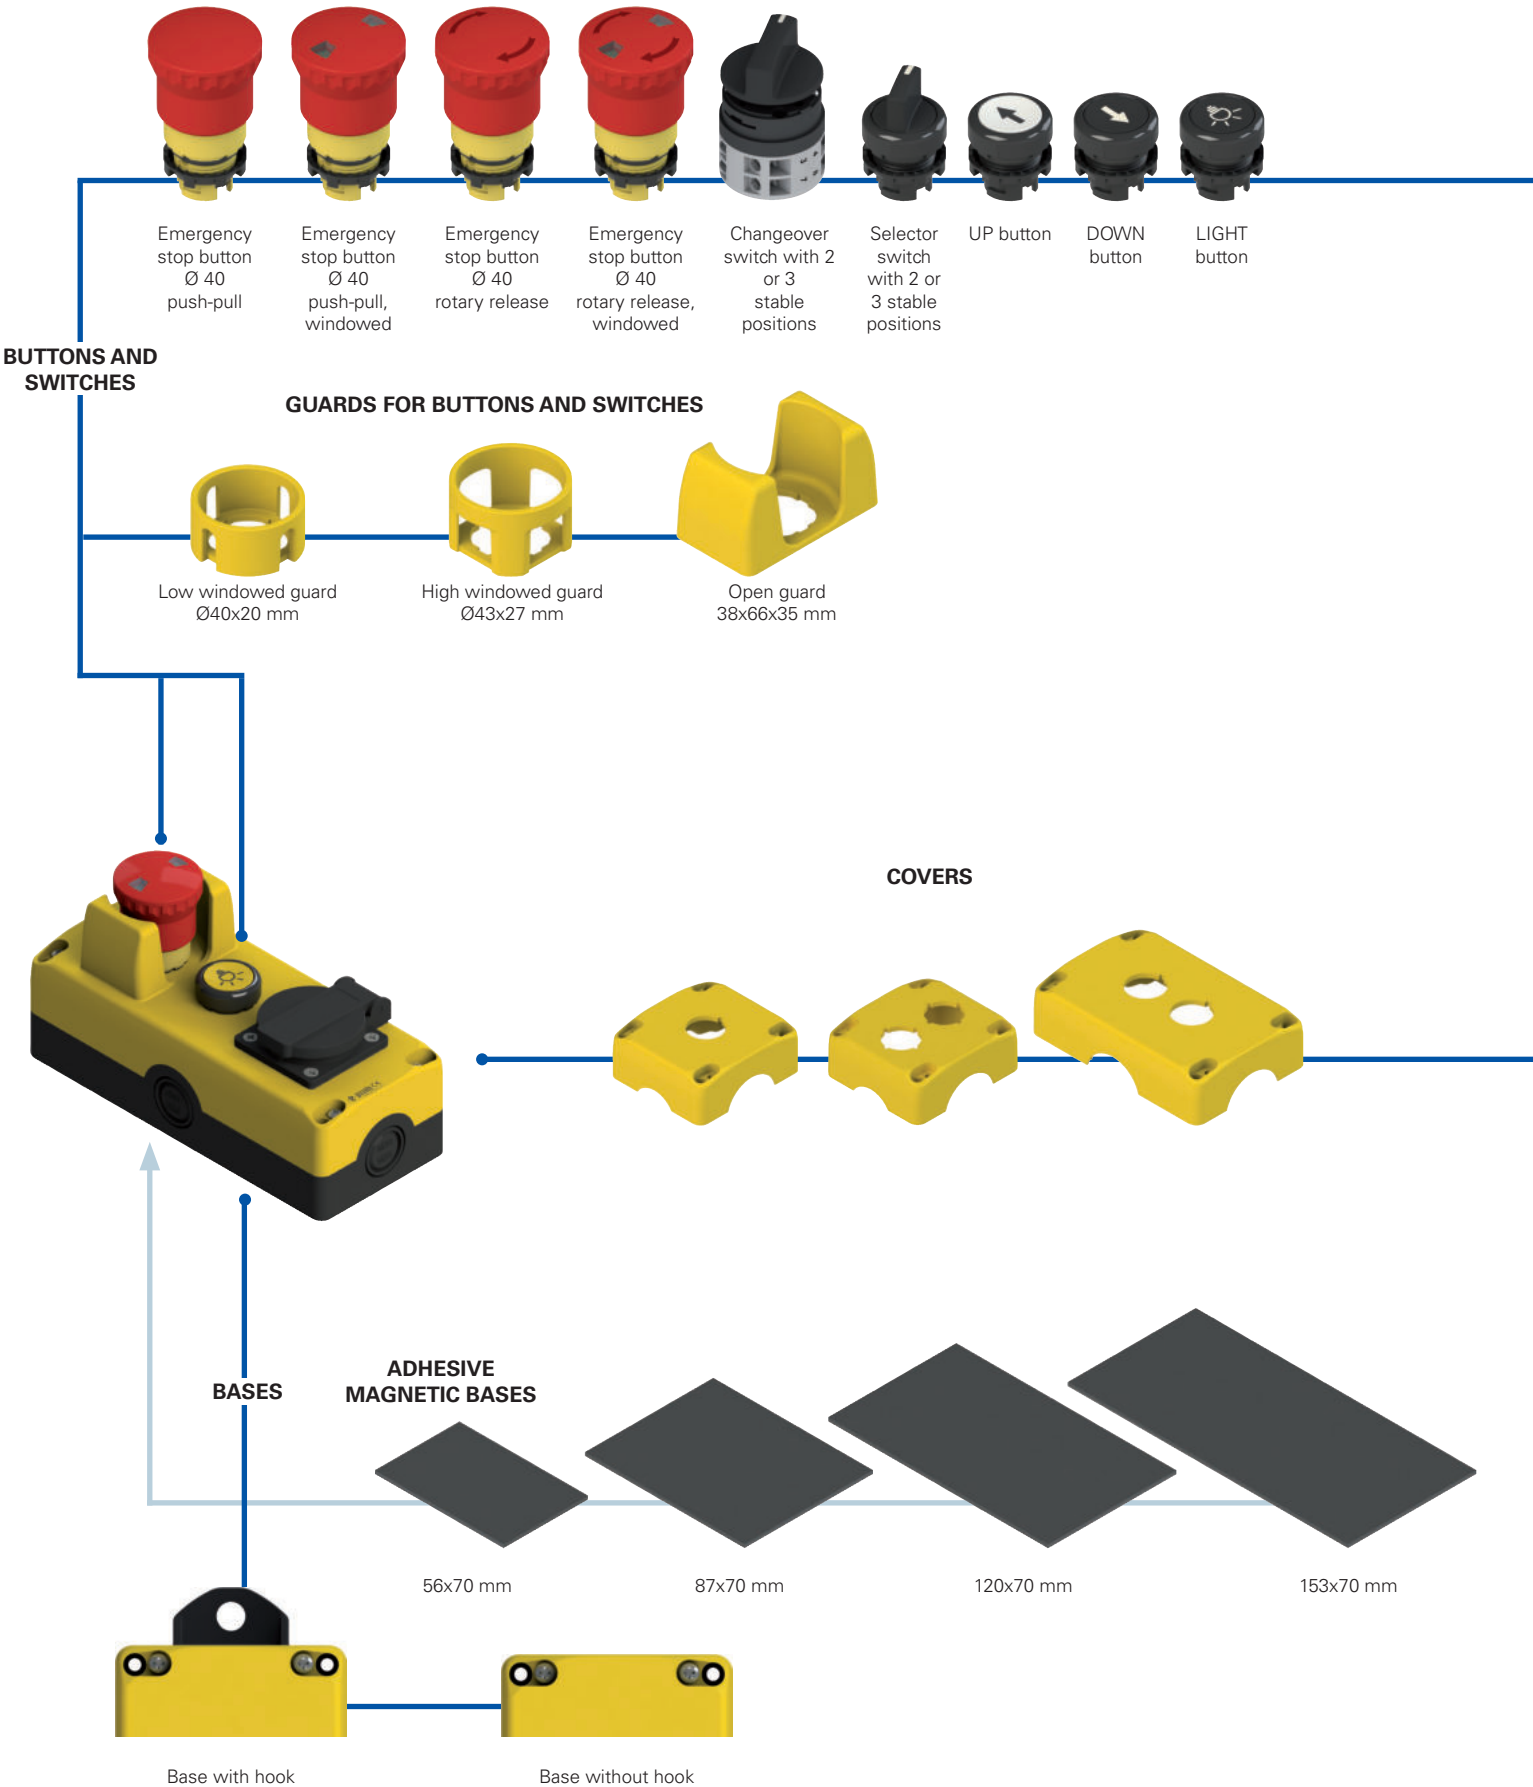 Emergency
stop button
Ø 40
push-pull
Emergency
stop button
Ø 40
push-pull,
windowed
Emergency
stop button
Ø 40
rotary release
Emergency
stop button
Ø 40
rotary release,
windowed
Changeover
switch with 2
or 3
stable
positions
Selector
switch
with 2 or
3 stable
positions
UP button
DOWN
button
LIGHT
button
BUTTONS AND
SWITCHES
GUARDS FOR BUTTONS AND SWITCHES
Low windowed guard
Ø40x20 mm
High windowed guard
Ø43x27 mm
Open guard
38x66x35 mm
COVERS
BASES
ADHESIVE
MAGNETIC BASES
56x70 mm
87x70 mm
120x70 mm
153x70 mm
Base with hook
Base without hook